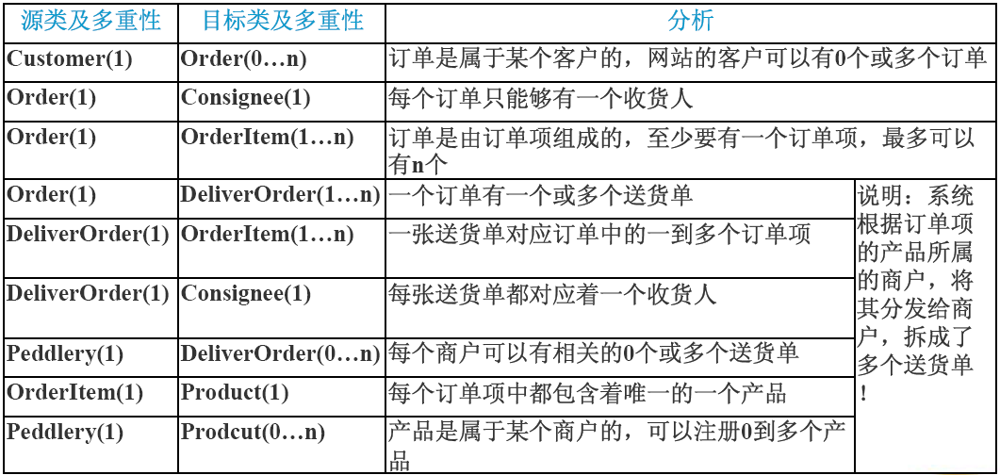 源类及多重性 目标类及多重性 分析
Customer(1) Order(0…n) 订单是属于某个客户的，网站的客户可以有0个或多个订单
Order(1) Consignee(1) 每个订单只能够有一个收货人
Order(1) OrderItem(1…n) 订单是由订单项组成的，至少要有一个订单项，最多可以
有n个
Order(1) DeliverOrder(1…n) 一个订单有一个或多个送货单
DeliverOrder(1) OrderItem(1…n) 一张送货单对应订单中的一到多个订单项
DeliverOrder(1) Consignee(1) 每张送货单都对应着一个收货人
Peddlery(1) DeliverOrder(0…n) 每个商户可以有相关的0个或多个送货单
OrderItem(1) Product(1) 每个订单项中都包含着唯一的一个产品
Peddlery(1) Prodcut(0…n) 产品是属于某个商户的，可以注册0到多个产
品
说明：系统
根据订单项
的产品所属
的商户，将
其分发给商
户，拆成了
多个送货单
！